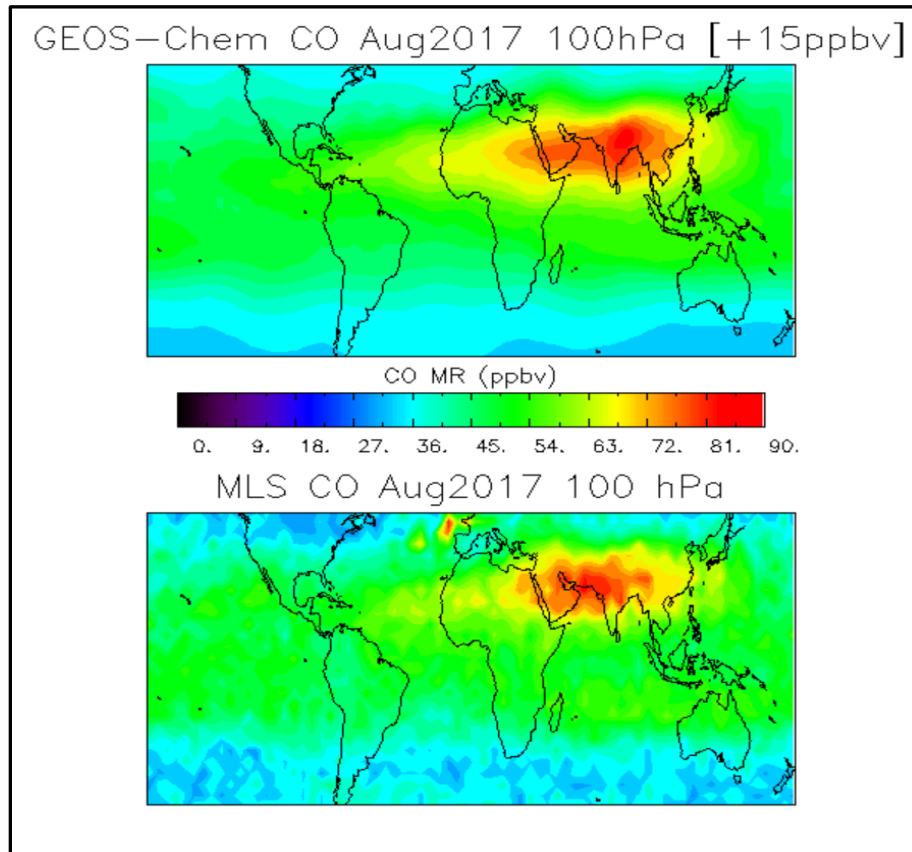 GEOS-Chem CO Aug2017 100hPa [+15ppbv]
CO MR (ppbv)
0. 9. 18. 27. 36. 45. 54. 63. 72. 81. 90.
MLS CO Aug2017 100 hPa